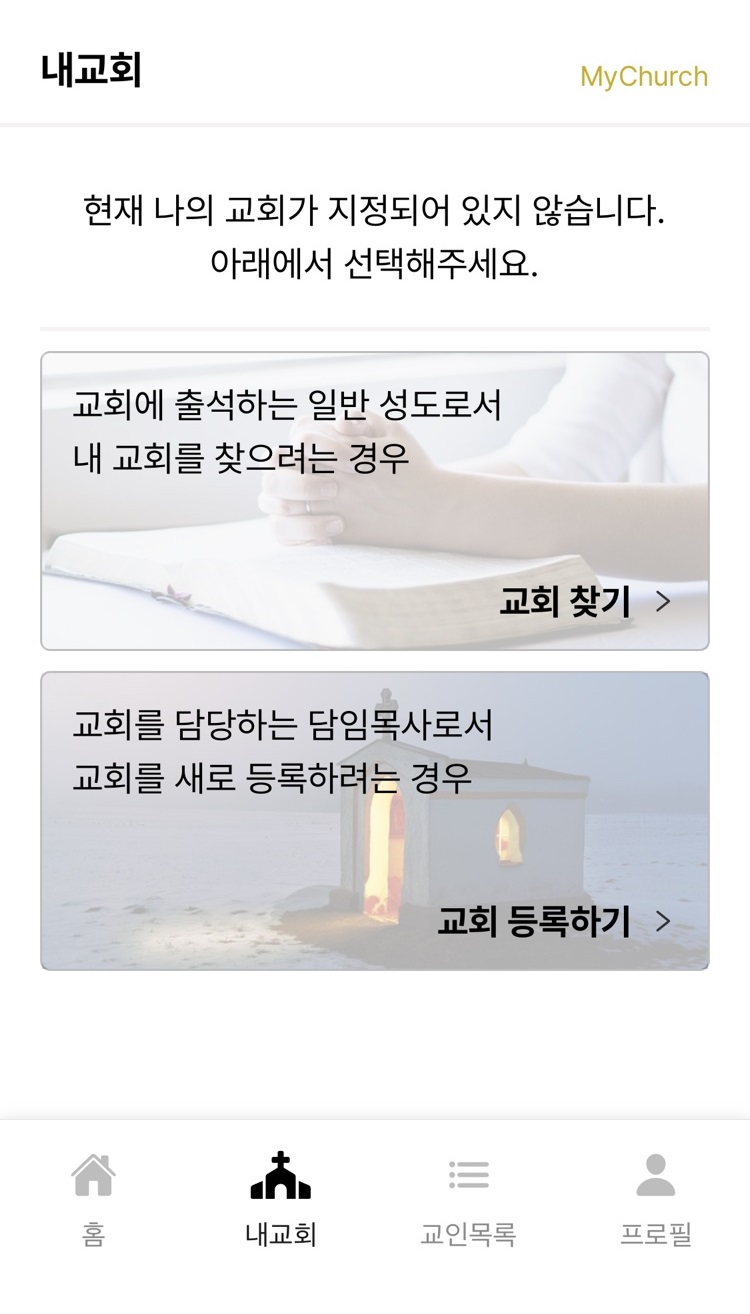 내교회
MyChurch
현재 나의 교회가 지정되어 있지 않습니다.
아래에서 선택해주세요.
교회에 출석하는 일반 성도로서
내 교회를 찾으려는 경우
교회 찾기 >
교회를 담당하는 담임목사로서
교회를 새로 등록하려는 경우
교회 등록하기 >
홈 내교회 교인목록 프로필